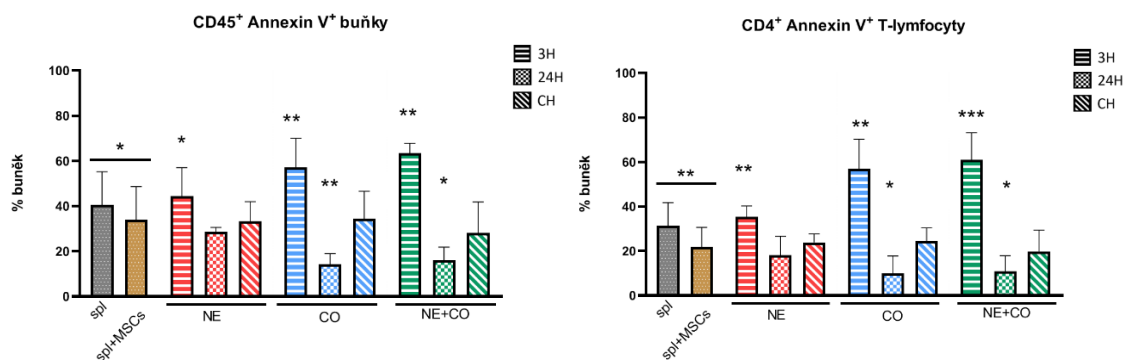 CD45⁺ Annexin V⁺ buňky
3H
24H
CH
% buněk
100
80
60
40
20
0
*
*
**
**
**
*
spl
spl+MSCs
NE
CO
NE+CO
CD4⁺ Annexin V⁺ T-lymfocyty
3H
24H
CH
% buněk
100
80
60
40
20
0
**
**
**
*
***
*
spl
spl+MSCs
NE
CO
NE+CO